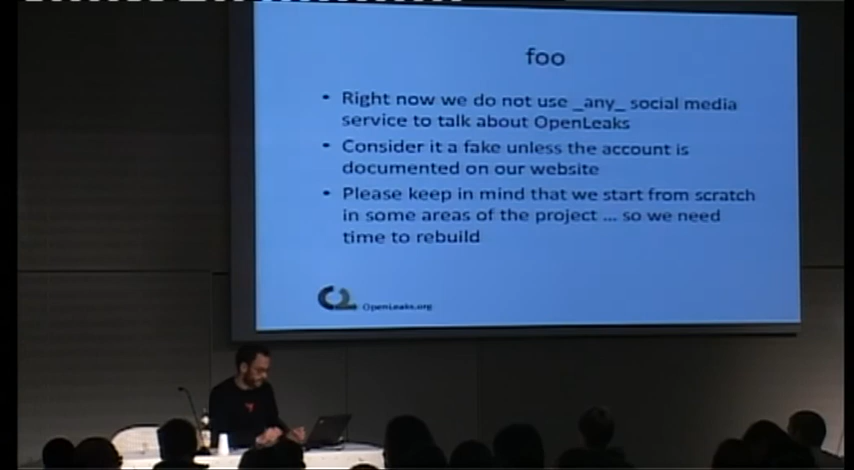 foo
• Right now we do not use _any_ social media
service to talk about OpenLeaks
• Consider it a fake unless the account is
documented on our website
• Please keep in mind that we start from scratch
in some areas of the project ... so we need
time to rebuild
OpenLeaks.org